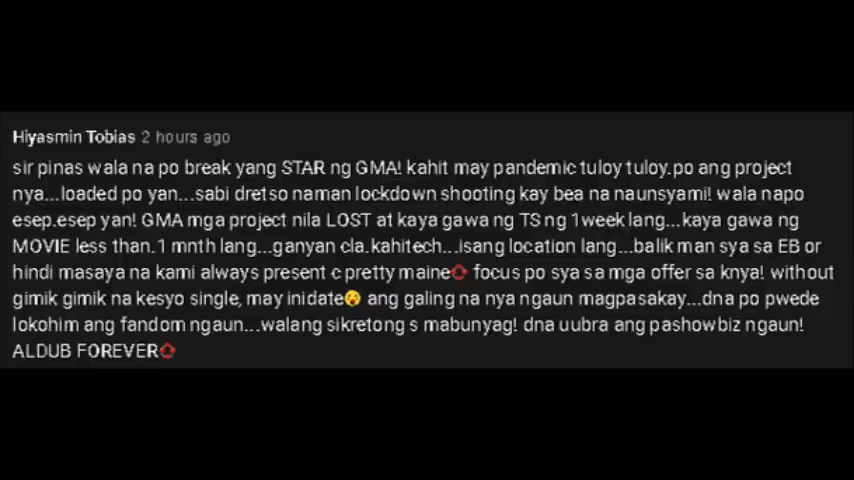 Hiyasmin Tobias 2 hours ago
sir pinas wala na po break yang STAR ng GMA! kahit may pandemic tuloy tuloy.po ang project
nya...loaded po yan...sabi dretso naman lockdown shooting kay bea na naunsyami! wala napo
esep.esep yan! GMA mga project nila LOST at kaya gawa ng TS ng 1week lang...kaya gawa ng
MOVIE less than.1 mnth lang...ganyan cla.kahitech...isang location lang...balik man sya sa EB or
hindi masaya na kami always present c pretty maine⭕ focus po sya sa mga offer sa knya! without
gimik gimik na kesyo single, may inidate😮 ang galing na nya ngaun magpasakay...dna po pwede
lokohim ang fandom ngaun...walang sikretong s mabunyag! dna uubra ang pashowbiz ngaun!
ALDUB FOREVER⭕